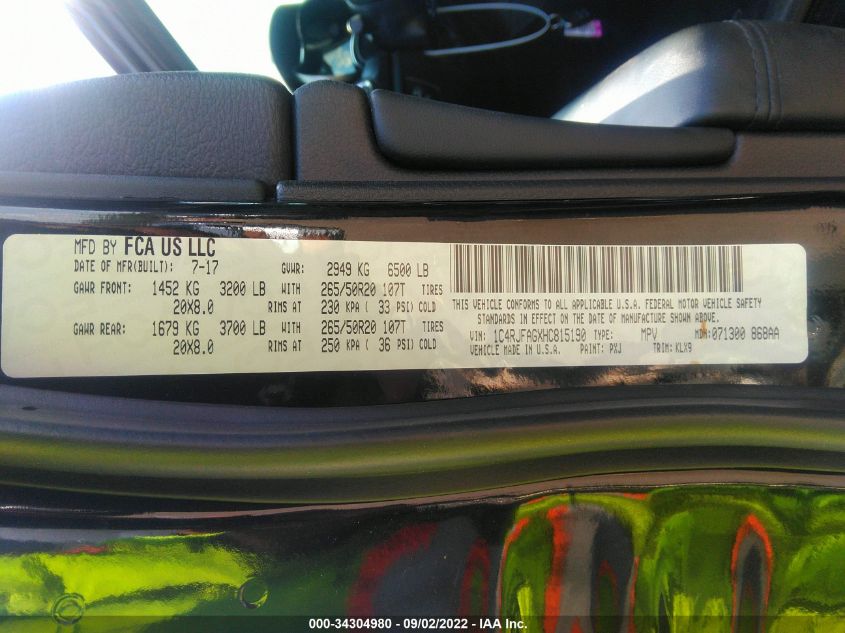 MFD BY FCA US LLC
DATE OF MFR(BUILT): 7-17 GVWR: 2949 KG 6500 LB
GAWR FRONT: 1452 KG 3200 LB WITH 265/50R20 107T TIRES
20X8.0 RIMS AT 230 KPA ( 33 PSI) COLD
GAWR REAR: 1679 KG 3700 LB WITH 265/50R20 107T TIRES
20X8.0 RIMS AT 250 KPA ( 36 PSI) COLD
THIS VEHICLE CONFORMS TO ALL APPLICABLE U.S.A. FEDERAL MOTOR VEHICLE SAFETY
STANDARDS IN EFFECT ON THE DATE OF MANUFACTURE SHOWN ABOVE.
VIN: 1C4RJFAGXHC815190 TYPE: MPV MDH: 071300 868AA
VEHICLE MADE IN U.S.A. PAINT: PXJ TRIM: KLX9
000-34304980 - 09/02/2022 - IAA Inc.